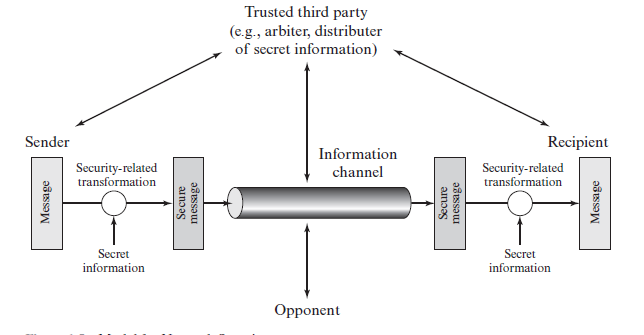 Trusted third party
(e.g., arbiter, distributer
of secret information)
Sender
Recipient
Information
channel
Security-related
transformation
Security-related
transformation
Message
Secure
message
Secure
message
Message
Secret
information
Secret
information
Opponent